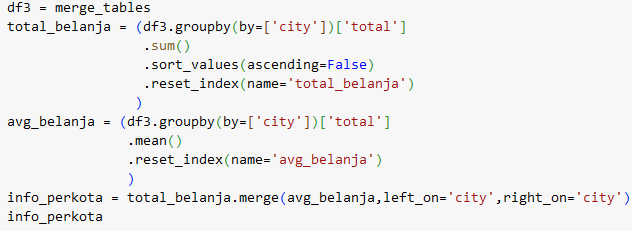 df3 = merge_tables
total_belanja = (df3.groupby(by=['city'])['total']
                 .sum()
                 .sort_values(ascending=False)
                 .reset_index(name='total_belanja')
                )
avg_belanja = (df3.groupby(by=['city'])['total']
               .mean()
               .reset_index(name='avg_belanja')
               )
info_perkota = total_belanja.merge(avg_belanja,left_on='city',right_on='city')
info_perkota